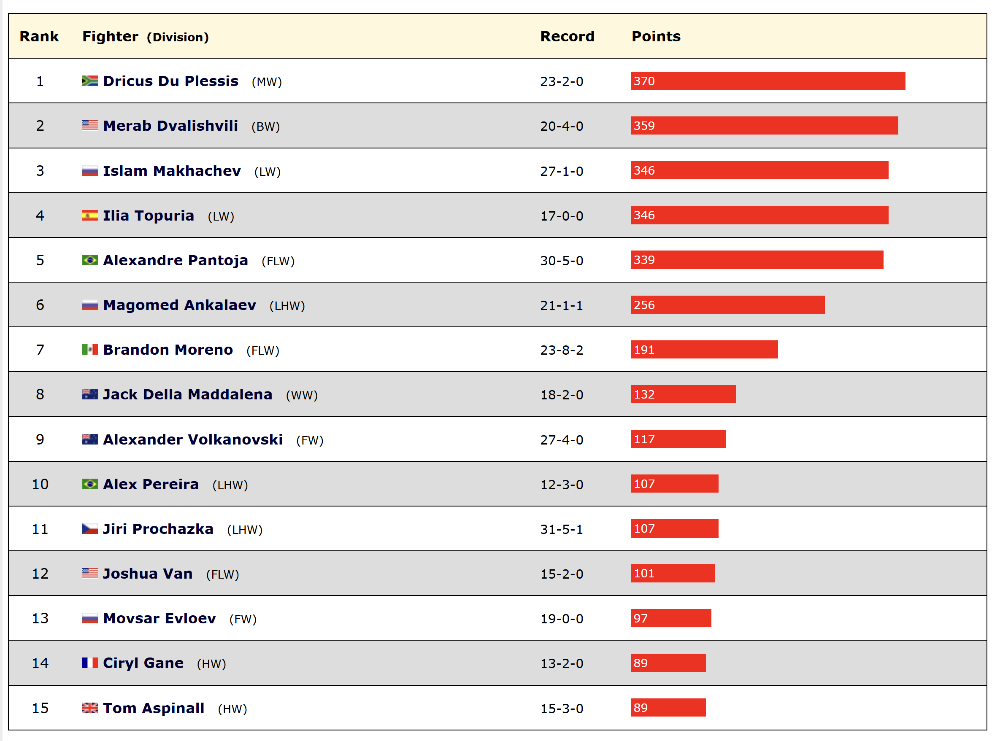 Rank Fighter (Division) Record Points
1 Dricus Du Plessis (MW) 23-2-0 370
2 Merab Dvalishvili (BW) 20-4-0 359
3 Islam Makhachev (LW) 27-1-0 346
4 Ilia Topuria (LW) 17-0-0 346
5 Alexandre Pantoja (FLW) 30-5-0 339
6 Magomed Ankalaev (LHW) 21-1-1 256
7 Brandon Moreno (FLW) 23-8-2 191
8 Jack Della Maddalena (WW) 18-2-0 132
9 Alexander Volkanovski (FW) 27-4-0 117
10 Alex Pereira (LHW) 12-3-0 107
11 Jiri Prochazka (LHW) 31-5-1 107
12 Joshua Van (FLW) 15-2-0 101
13 Movsar Evloev (FW) 19-0-0 97
14 Ciryl Gane (HW) 13-2-0 89
15 Tom Aspinall (HW) 15-3-0 89